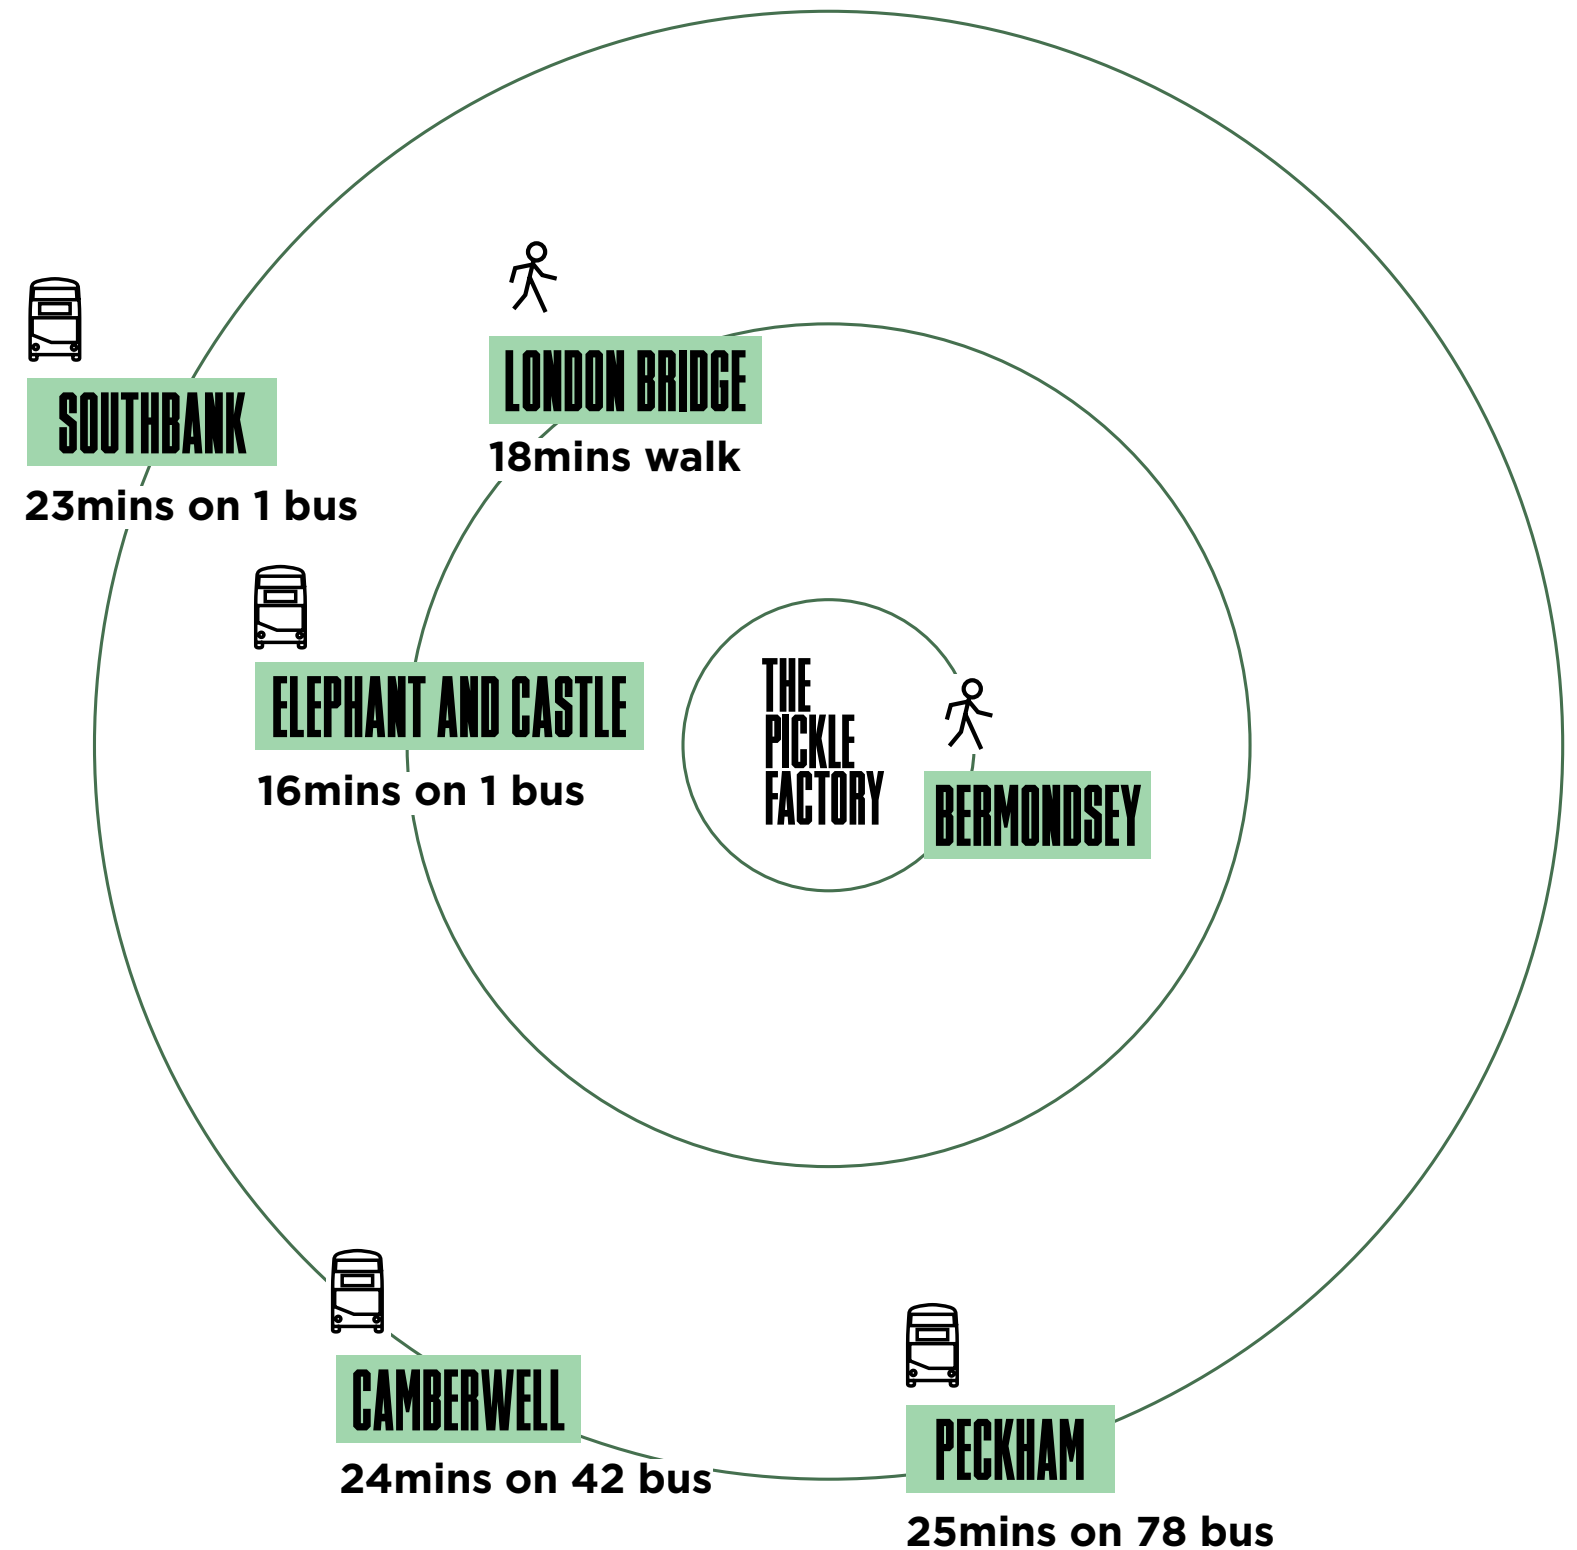 SOUTHBANK
23mins on 1 bus
LONDON BRIDGE
18mins walk
ELEPHANT AND CASTLE
16mins on 1 bus
THE
PICKLE
FACTORY
BERMONDSEY
CAMBERWELL
24mins on 42 bus
PECKHAM
25mins on 78 bus